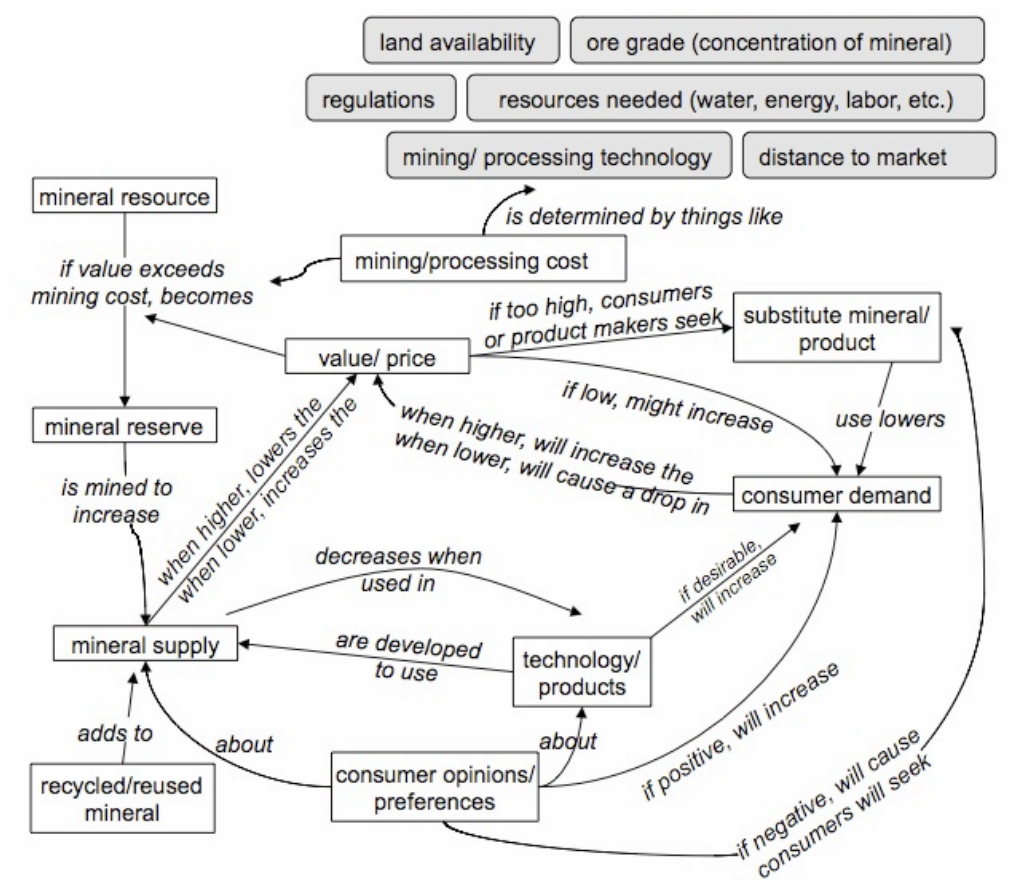 land availability
ore grade (concentration of mineral)
regulations
resources needed (water, energy, labor, etc.)
mining/ processing technology
distance to market
mineral resource
is determined by things like
if value exceeds
mining cost, becomes
mining/processing cost
if too high, consumers
or product makers seek
substitute mineral/
product
value/ price
if low, might increase
use lowers
mineral reserve
when higher, will increase the
when lower, will cause a drop in
consumer demand
is mined to
increase
when higher, lowers the
when lower, increases the
decreases when
used in
if desirable,
will increase
mineral supply
are developed
to use
technology/
products
adds to
about
about
if positive, will increase
recycled/reused
mineral
consumer opinions/
preferences
if negative, will cause
consumers will seek